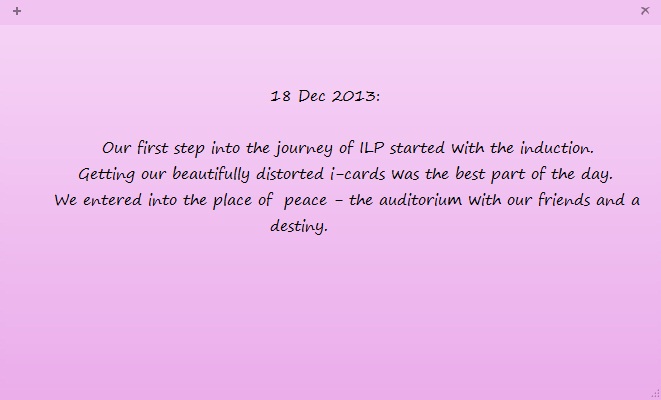 18 Dec 2013:
Our first step into the journey of ILP started with the induction.
Getting our beautifully distorted i-cards was the best part of the day.
We entered into the place of  peace - the auditorium with our friends and a
destiny.